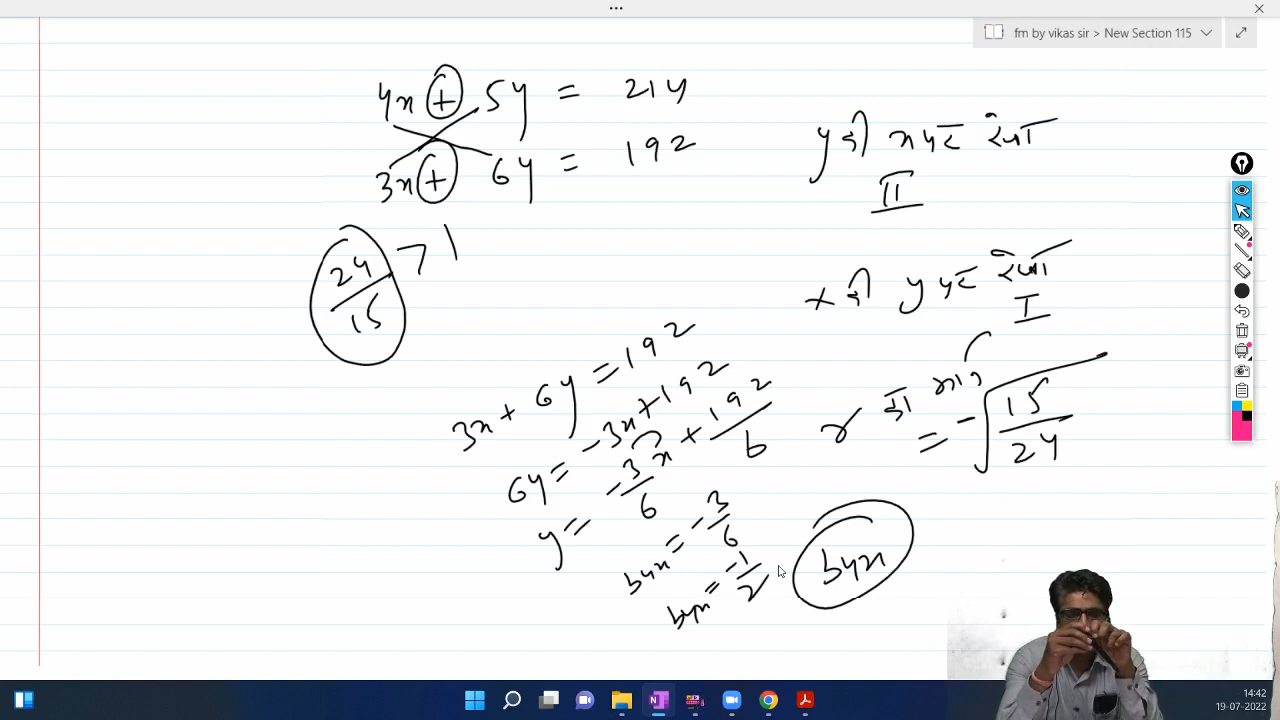 fm by vikas sir > New Section 115
4x + 5y = 214
3x + 6y = 192
24/15 > 1
y की x पर रेखा
II
x की y पर रेखा
I
3x + 6y = 192
6y = -3x + 192
y = -3/6 x + 192/6
byx = -3/6
byx = -1/2
r का मान
= -√15/24
byx
14:42
19-07-2022